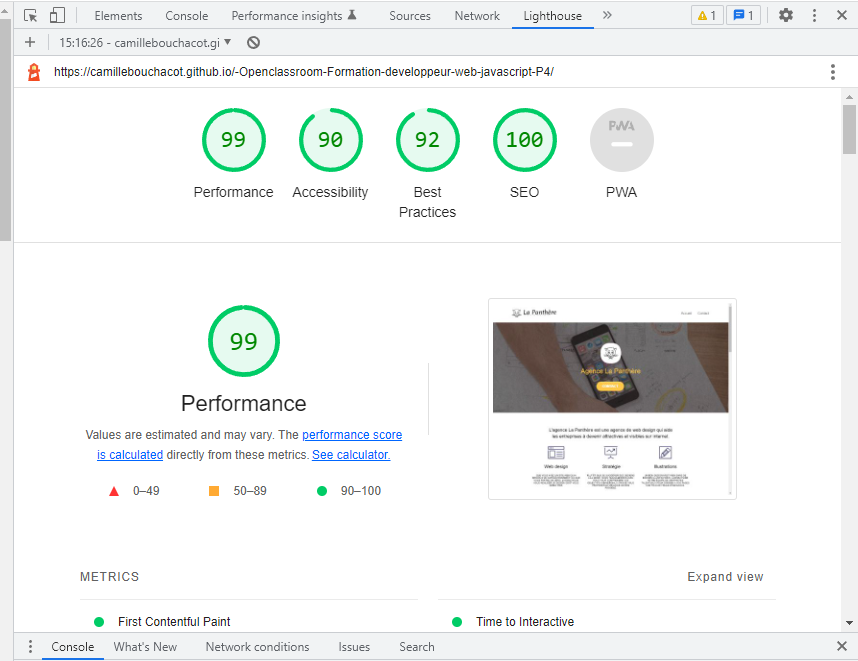 Elements Console Performance insights Sources Network Lighthouse 1 1
15:16:26 - camillebouchacot.gi
https://camillebouchacot.github.io/-Openclassroom-Formation-developpeur-web-javascript-P4/
99 90 92 100 PWA
Performance Accessibility Best Practices SEO PWA
99
Performance
Values are estimated and may vary. The performance score
is calculated directly from these metrics. See calculator.
0–49 50–89 90–100
La Panthère
Agence La Panthère
L'agence La Panthère est une agence de web design qui aide
les entreprises à devenir attractives et visibles sur Internet
Web design Stratégie Illustrations
METRICS Expand view
First Contentful Paint Time to Interactive
Console What's New Network conditions Issues Search